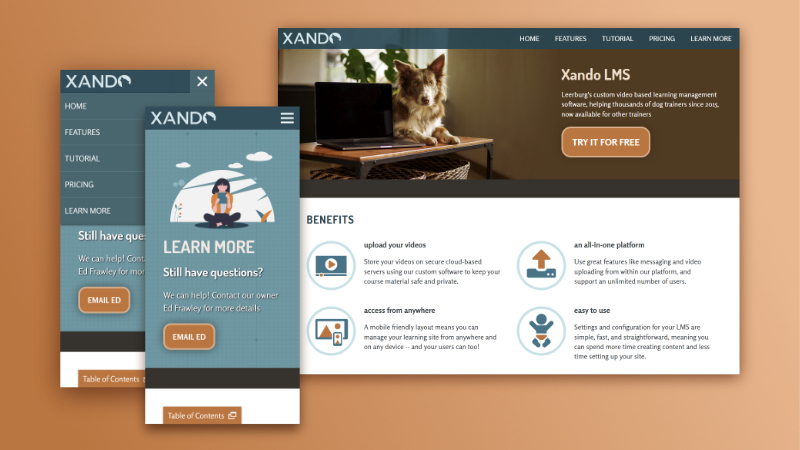 XANDO
HOME
FEATURES
TUTORIAL
PRICING
LEARN MORE
Still have ques
We can help! Conta
Ed Frawley for mor
EMAIL ED
Table of Contents
XANDO
LEARN MORE
Still have questions?
We can help! Contact our owner
Ed Frawley for more details
EMAIL ED
Table of Contents
XANDO
HOME FEATURES TUTORIAL PRICING LEARN MORE
Xando LMS
Leerburg's custom video based learning management
software, helping thousands of dog trainers since 2015,
now available for other trainers
TRY IT FOR FREE
BENEFITS
upload your videos
Store your videos on secure cloud-based
servers using our custom software to keep your
course material safe and private.
an all-in-one platform
Use great features like messaging and video
uploading from within our platform, and
support an unlimited number of users.
access from anywhere
A mobile friendly layout means you can
manage your learning site from anywhere and
on any device -- and your users can too!
easy to use
Settings and configuration for your LMS are
simple, fast, and straightforward, meaning you
can spend more time creating content and less
time setting up your site.